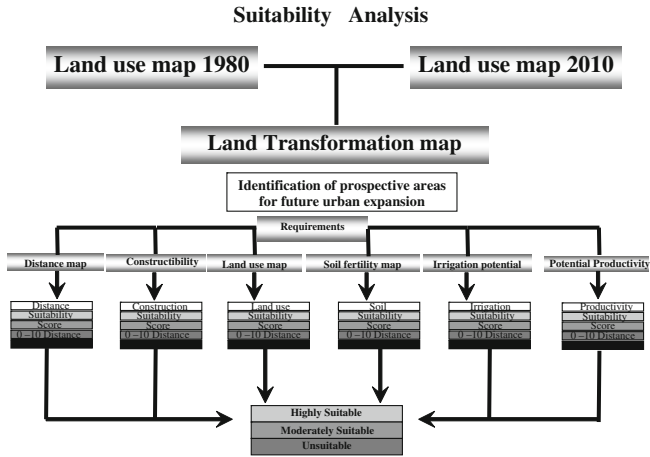 Suitability Analysis
Land use map 1980
Land use map 2010
Land Transformation map
Identification of prospective areas
for future urban expansion
Requirements
Distance map
Constructibility
Land use map
Soil fertility map
Irrigation potential
Potential Productivity
Distance
Suitability
Score
0 –10 Distance
Construction
Suitability
Score
0 –10 Distance
Land use
Suitability
Score
0 –10 Distance
Soil
Suitability
Score
0 –10 Distance
Irrigation
Suitability
Score
0 –10 Distance
Productivity
Suitability
Score
0 –10 Distance
Highly Suitable
Moderately Suitable
Unsuitable